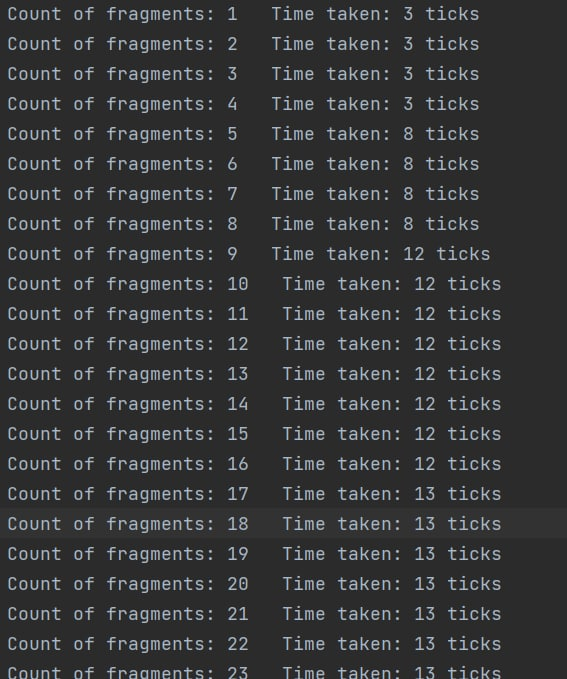 Count of fragments: 1   Time taken: 3 ticks
Count of fragments: 2   Time taken: 3 ticks
Count of fragments: 3   Time taken: 3 ticks
Count of fragments: 4   Time taken: 3 ticks
Count of fragments: 5   Time taken: 8 ticks
Count of fragments: 6   Time taken: 8 ticks
Count of fragments: 7   Time taken: 8 ticks
Count of fragments: 8   Time taken: 8 ticks
Count of fragments: 9   Time taken: 12 ticks
Count of fragments: 10   Time taken: 12 ticks
Count of fragments: 11   Time taken: 12 ticks
Count of fragments: 12   Time taken: 12 ticks
Count of fragments: 13   Time taken: 12 ticks
Count of fragments: 14   Time taken: 12 ticks
Count of fragments: 15   Time taken: 12 ticks
Count of fragments: 16   Time taken: 12 ticks
Count of fragments: 17   Time taken: 13 ticks
Count of fragments: 18   Time taken: 13 ticks
Count of fragments: 19   Time taken: 13 ticks
Count of fragments: 20   Time taken: 13 ticks
Count of fragments: 21   Time taken: 13 ticks
Count of fragments: 22   Time taken: 13 ticks
Count of fragments: 23   Time taken: 13 ticks